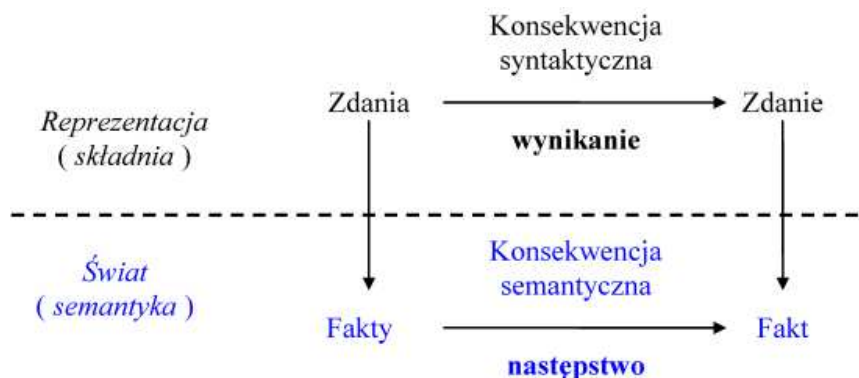 Konsekwencja
syntaktyczna
Reprezentacja
( składnia )
Zdania
Zdanie
wynikanie
Świat
( semantyka )
Konsekwencja
semantyczna
Fakty
Fakt
następstwo